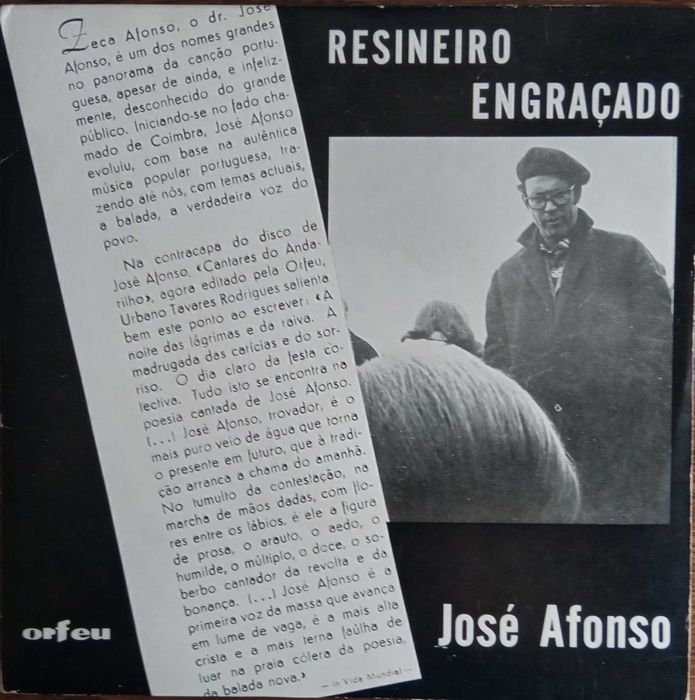 Zeca Afonso, o dr. José
Afonso, é um dos nomes grandes
no panorama da canção portu-
guesa, apesar de ainda, e infeliz-
mente, desconhecido do grande
público. Iniciando-se no fado cha-
mado de Coimbra, José Afonso
evoluiu, com base na autêntica
música popular portuguesa, tra-
zendo até nós, com temas actuais,
a balada, a verdadeira voz do
povo.
Na contracapa do disco de
José Afonso, «Cantares do Anda-
rilho», agora editado pela Orfeu,
Urbano Tavares Rodrigues salienta
bem este ponto ao escrever: «A
noite das lágrimas e da raiva. A
madrugada das carícias e do sor-
riso. O dia claro da festa co-
lectiva. Tudo isto se encontra na
poesia cantada de José Afonso.
(...) José Afonso, trovador, é o
mais puro veio de água que torna
o presente em futuro, que à tradi-
ção arranca a chama do amanhã.
No tumulto da contestação, na
marcha de mãos dadas, com flo-
res entre os lábios, é ele a figura
de prosa, o arauto, o aedo, o
humilde, o múltiplo, o doce, o so-
berbo cantador da revolta e da
bonança. (...) José Afonso é a
primeira voz da massa que avança
em lume de vaga, é a mais alta
crista e a mais terna faúlha de
luar na praia cólera da poesia,
da balada nova.»
— in Vida Mundial —
RESINEIRO
ENGRAÇADO
orfeu
José Afonso